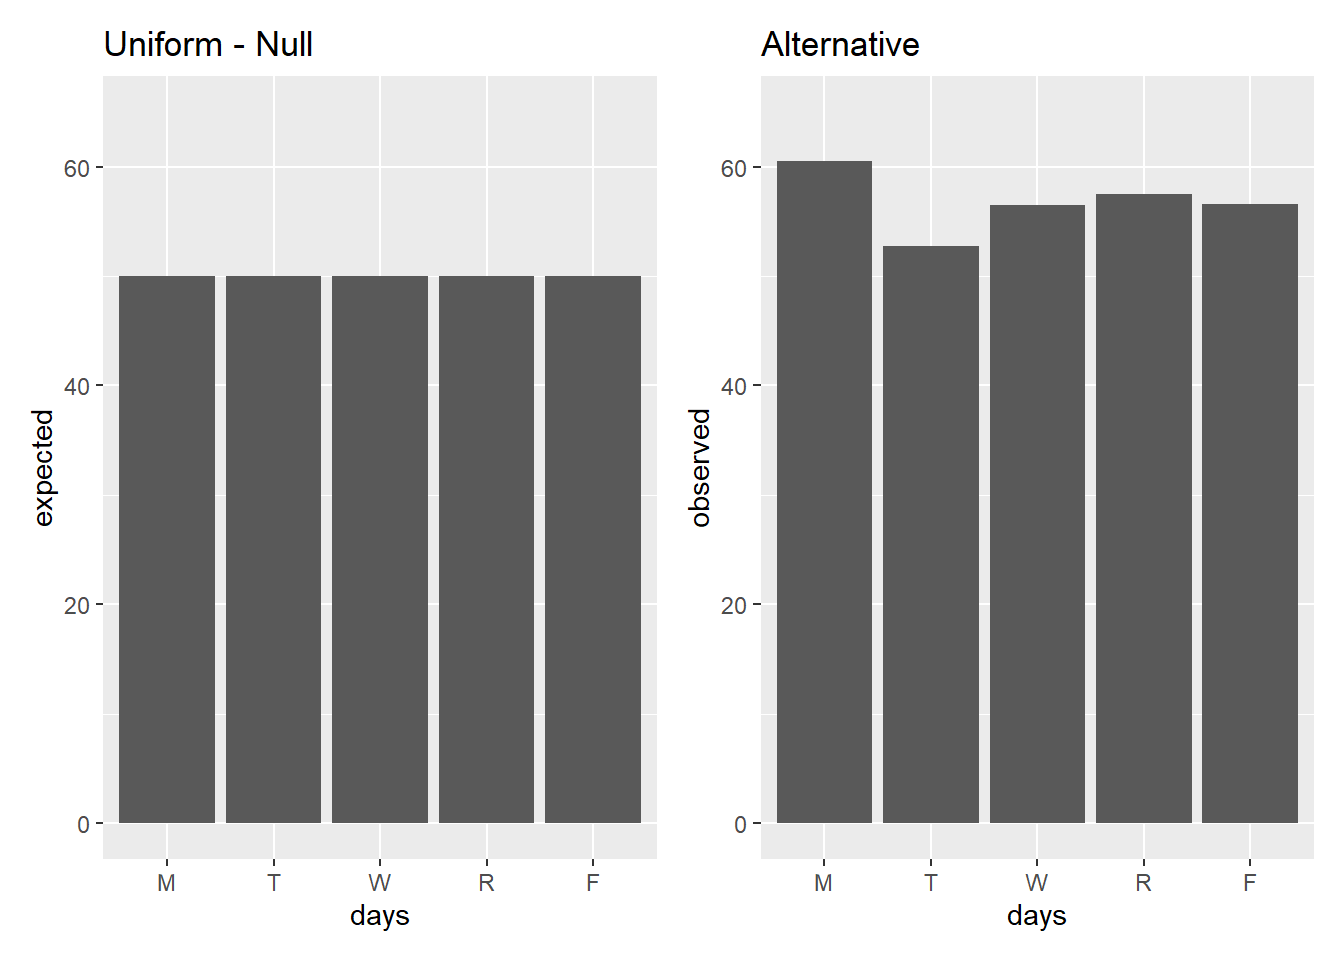 Uniform - Null
60
40
20
0
expected
M T W R F
days
Alternative
60
40
20
0
observed
M T W R F
days